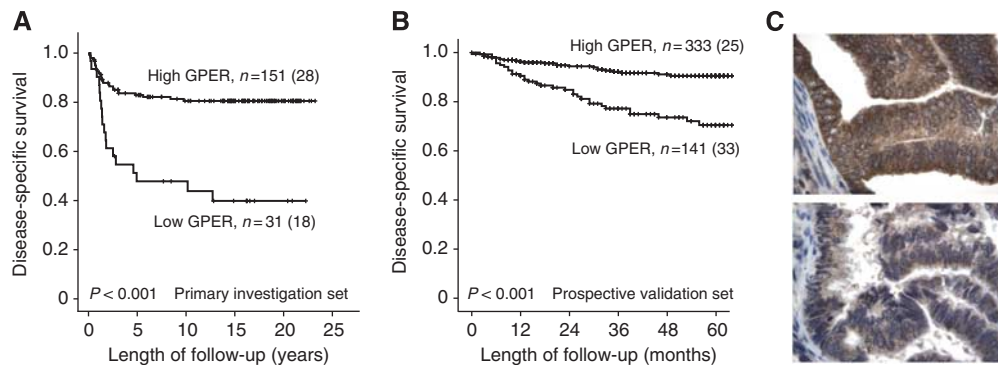 A
Disease-specific survival
1.0
0.8
0.6
0.4
0.2
0
High GPER, n=151 (28)
Low GPER, n=31 (18)
P < 0.001 Primary investigation set
0 5 10 15 20 25
Length of follow-up (years)
B
Disease-specific survival
1.0
0.8
0.6
0.4
0.2
0
High GPER, n=333 (25)
Low GPER, n=141 (33)
P < 0.001 Prospective validation set
0 12 24 36 48 60
Length of follow-up (months)
C